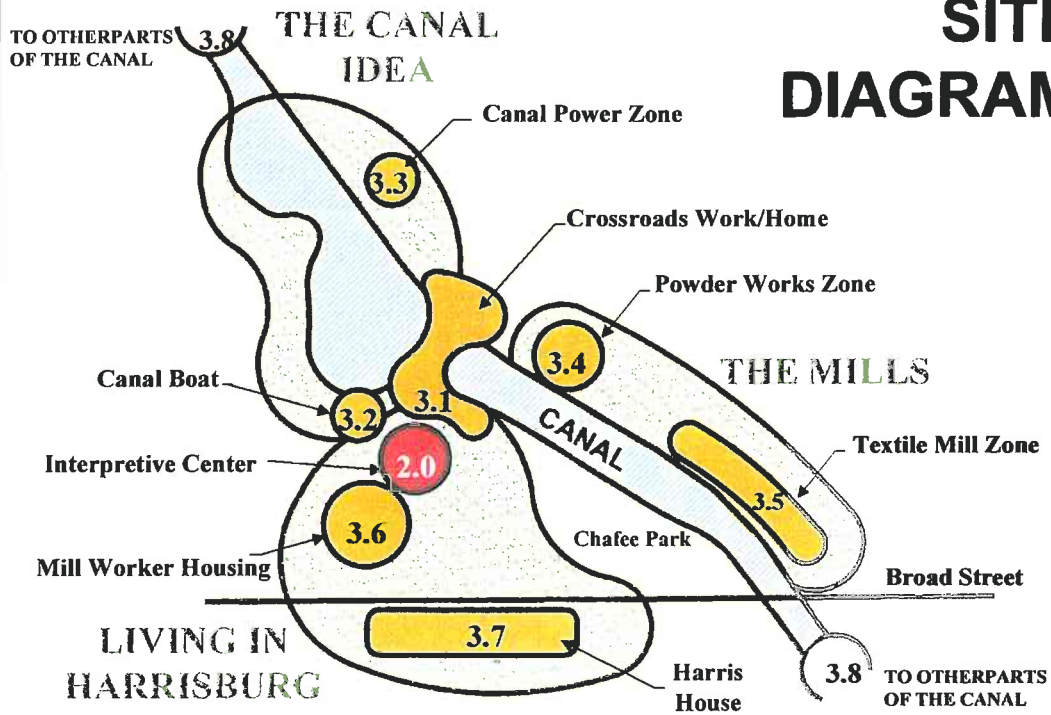 SITE
DIAGRAM
TO OTHERPARTS
OF THE CANAL
3.8
THE CANAL
IDEA
Canal Power Zone
3.3
Crossroads Work/Home
Powder Works Zone
3.4
THE MILLS
Canal Boat
3.2
3.1
CANAL
Textile Mill Zone
Interpretive Center
2.0
3.5
3.6
Chafee Park
Mill Worker Housing
Broad Street
LIVING IN
HARRISBURG
3.7
Harris
House
3.8
TO OTHERPARTS
OF THE CANAL